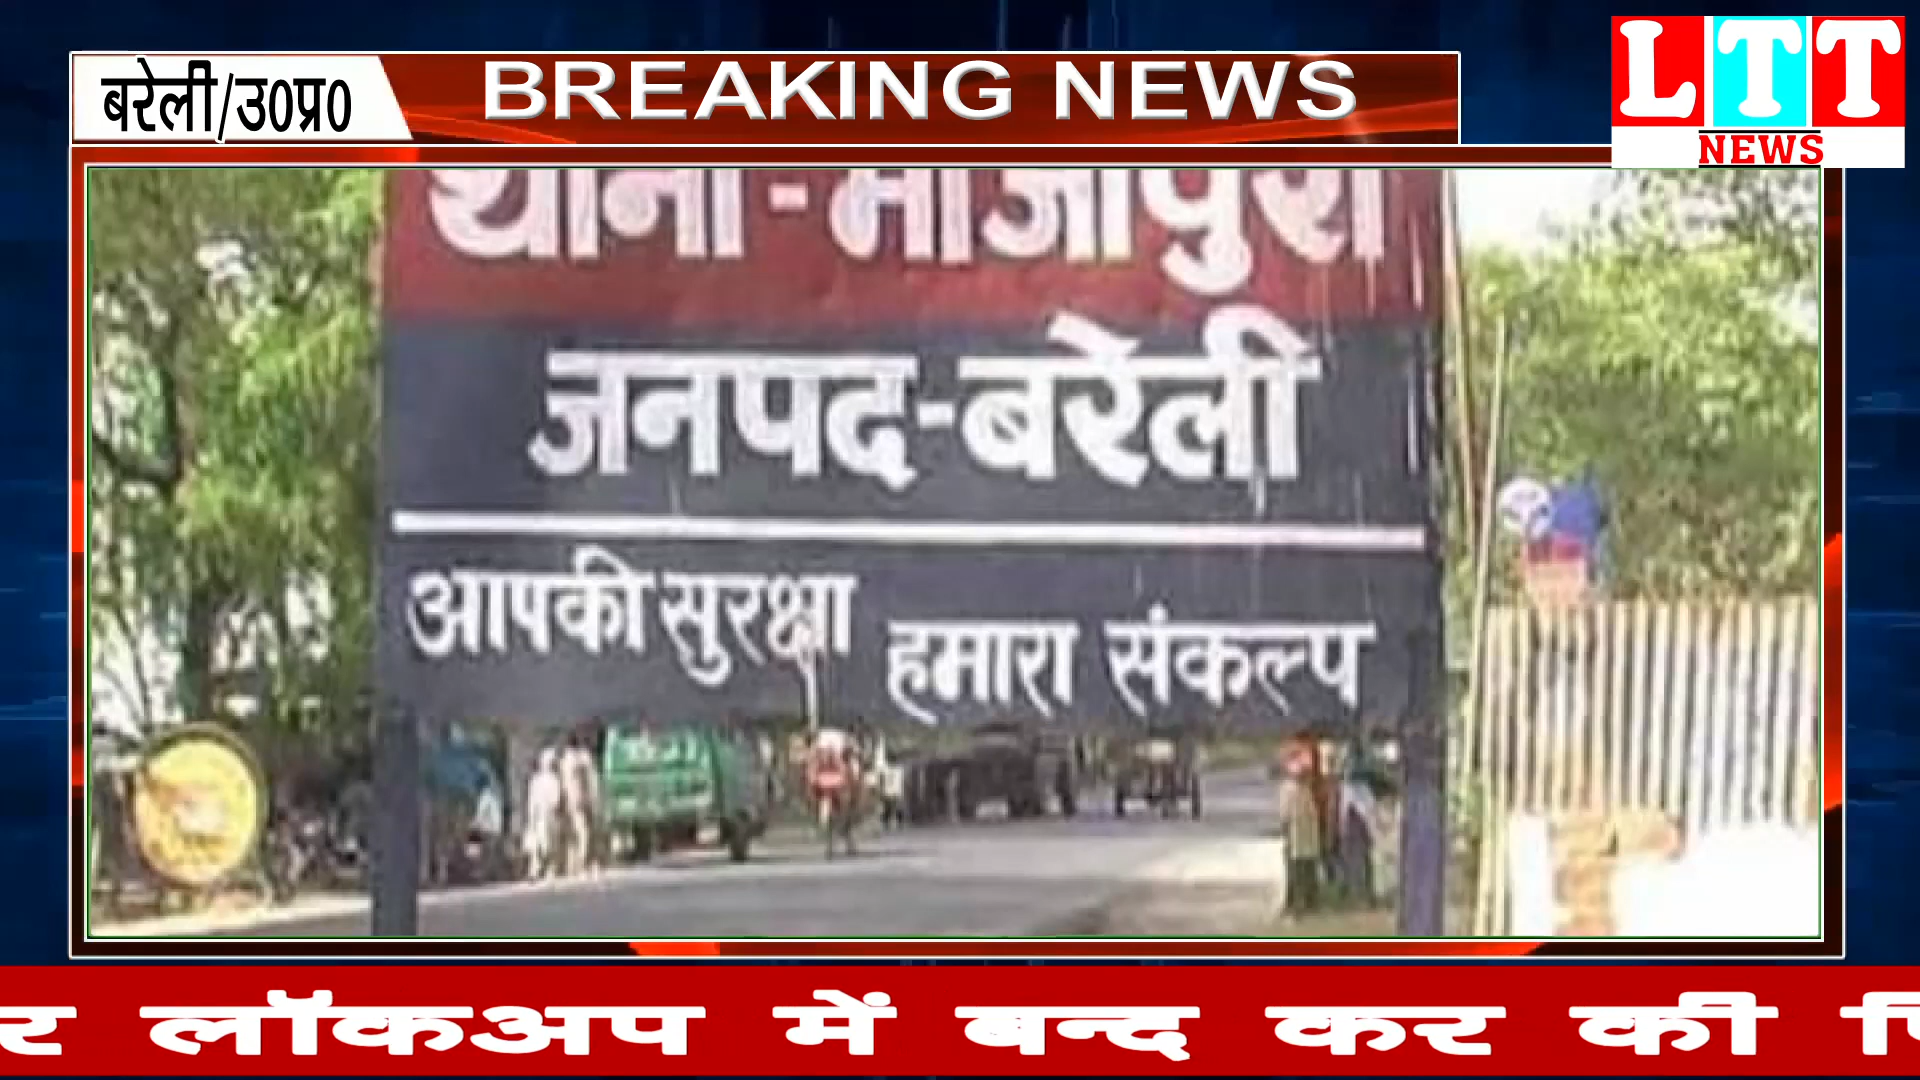 बरेली/उ0प्र0
BREAKING NEWS
LTT
NEWS
जनपद-बरेली
आपकी सुरक्षा हमारा संकल्प
लॉकअप में बन्द कर की